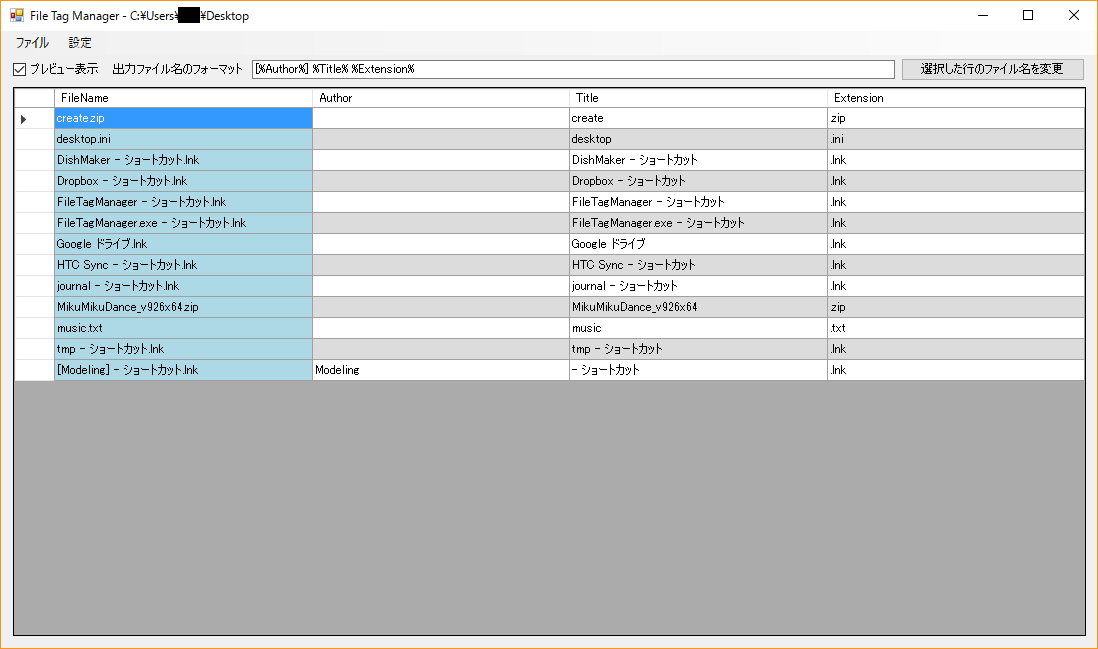 File Tag Manager - C:¥Users¥ ¥Desktop
ファイル 設定
プレビュー表示 出力ファイル名のフォーマット [%Author%] %Title% %Extension% 選択した行のファイル名を変更
FileName Author Title Extension
create.zip create .zip
desktop.ini desktop .ini
DishMaker - ショートカット.lnk DishMaker - ショートカット .lnk
Dropbox - ショートカット.lnk Dropbox - ショートカット .lnk
FileTagManager - ショートカット.lnk FileTagManager - ショートカット .lnk
FileTagManager.exe - ショートカット.lnk FileTagManager.exe - ショートカット .lnk
Google ドライブ.lnk Google ドライブ .lnk
HTC Sync - ショートカット.lnk HTC Sync - ショートカット .lnk
journal - ショートカット.lnk journal - ショートカット .lnk
MikuMikuDance_v926x64.zip MikuMikuDance_v926x64 .zip
music.txt music .txt
tmp - ショートカット.lnk tmp - ショートカット .lnk
[Modeling] - ショートカット.lnk Modeling - ショートカット .lnk